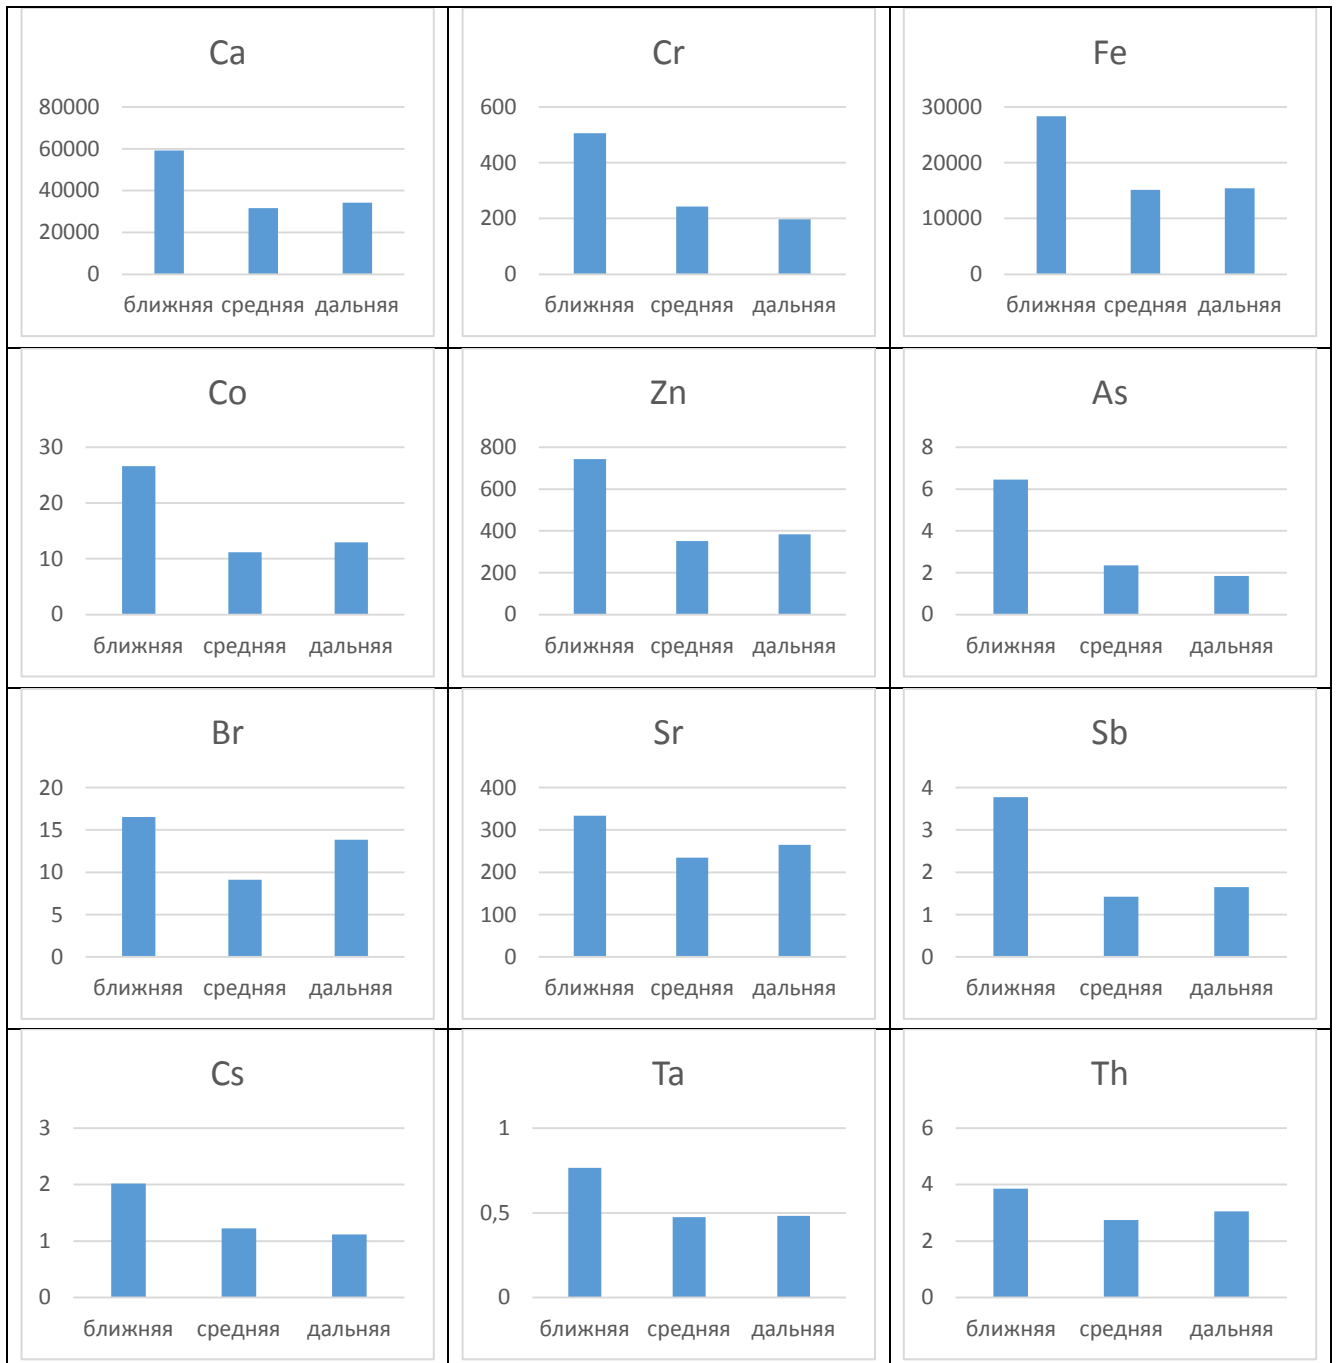 Ca
80000
60000
40000
20000
0
ближняя средняя дальняя
Cr
600
400
200
0
ближняя средняя дальняя
Fe
30000
20000
10000
0
ближняя средняя дальняя
Co
30
20
10
0
ближняя средняя дальняя
Zn
800
600
400
200
0
ближняя средняя дальняя
As
8
6
4
2
0
ближняя средняя дальняя
Br
20
15
10
5
0
ближняя средняя дальняя
Sr
400
300
200
100
0
ближняя средняя дальняя
Sb
4
3
2
1
0
ближняя средняя дальняя
Cs
3
2
1
0
ближняя средняя дальняя
Ta
1
0,5
0
ближняя средняя дальняя
Th
6
4
2
0
ближняя средняя дальняя